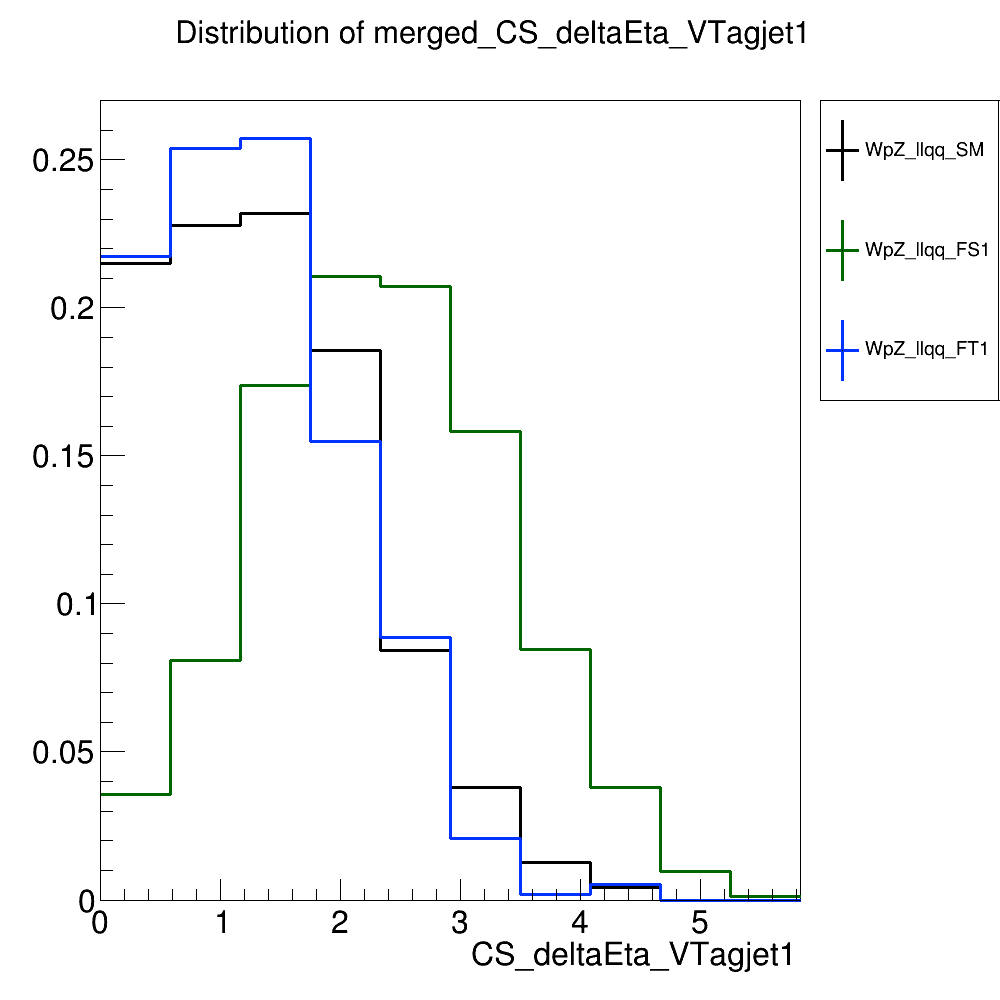 Distribution of merged_CS_deltaEta_VTagjet1
WpZ_llqq_SM
WpZ_llqq_FS1
WpZ_llqq_FT1
0.25
0.2
0.15
0.1
0.05
0
0 1 2 3 4 5
CS_deltaEta_VTagjet1